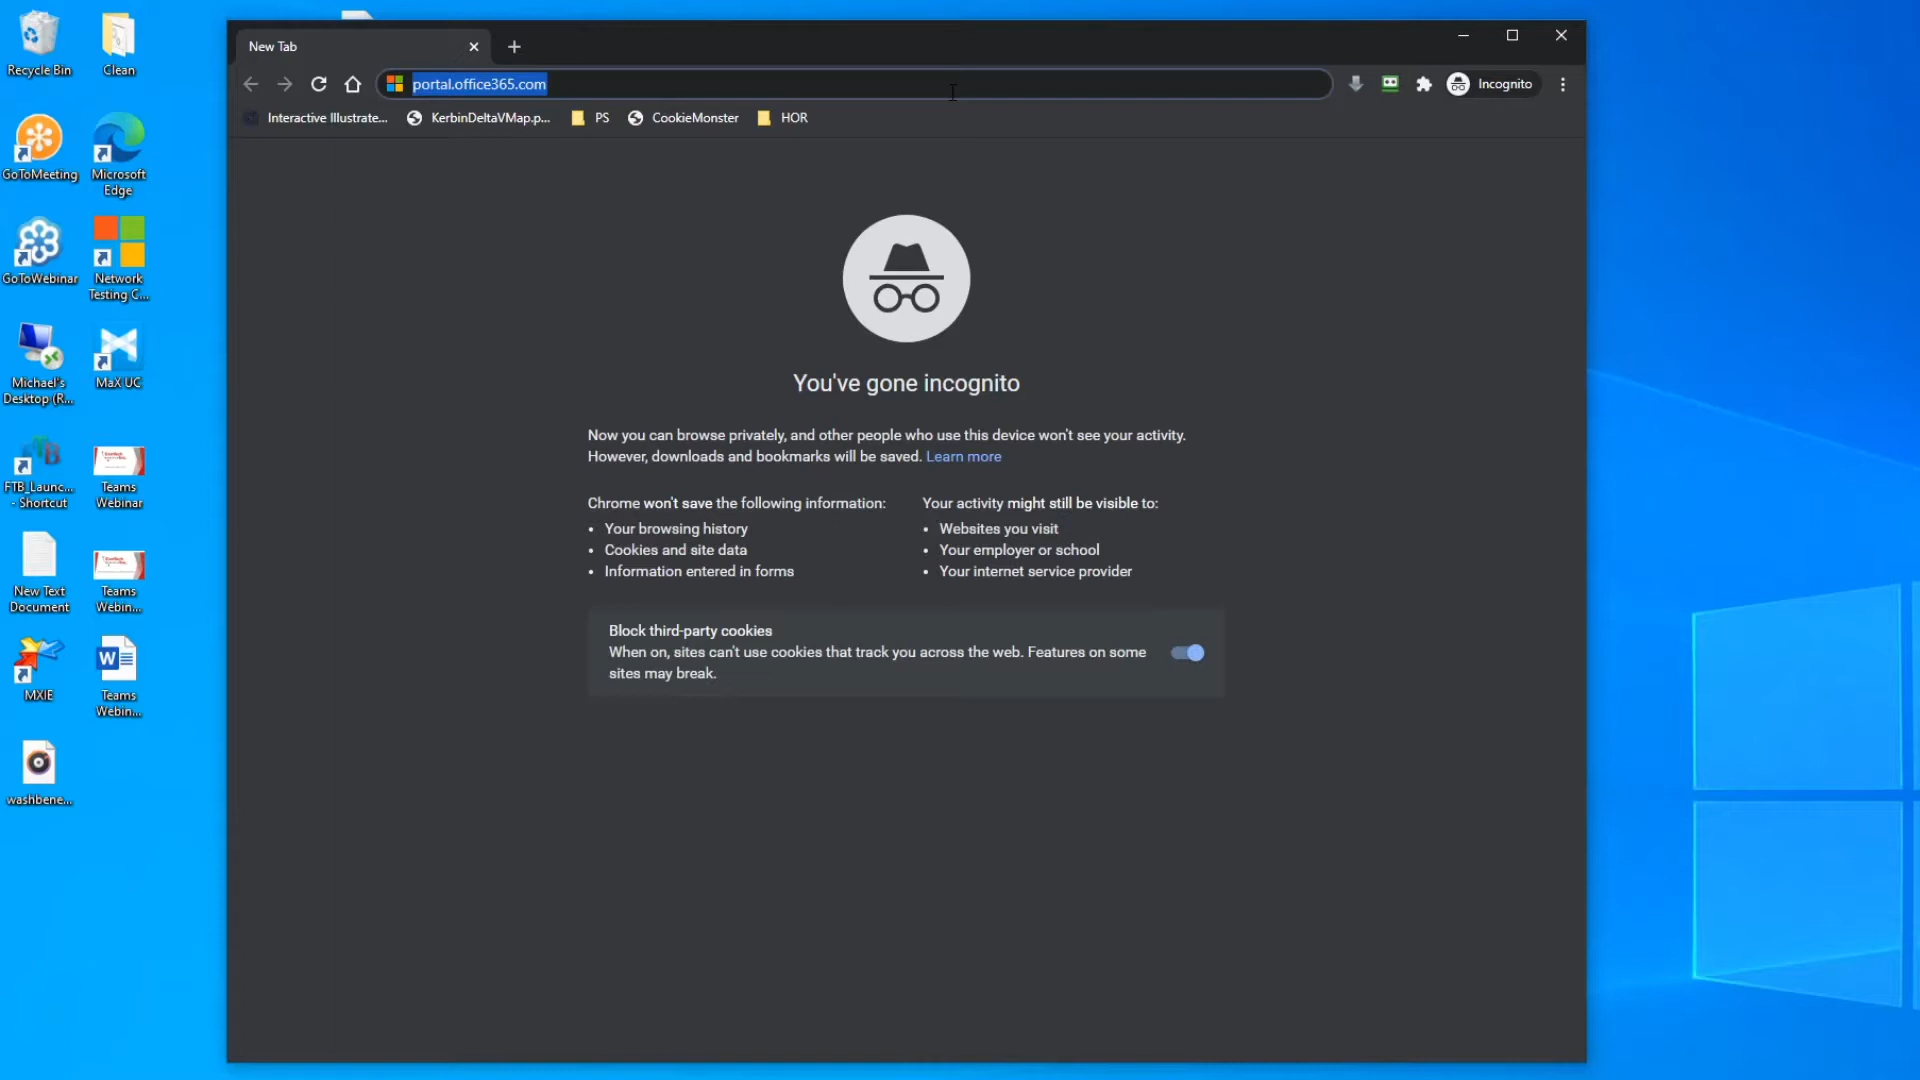 New Tab
portal.office365.com
Incognito
Interactive Illustrate...
KerbinDeltaVMap.p...
PS
CookieMonster
HOR
Recycle Bin
Clean
GoToMeeting
Microsoft
Edge
GoToWebinar
Network
Testing C...
Michael's
Desktop (R...
MaX UC
FTB_Launc...
- Shortcut
Teams
Webinar
New Text
Document
Teams
Webin...
MXIE
W
Teams
Webin...
washbene...
You've gone incognito
Now you can browse privately, and other people who use this device won't see your activity.
However, downloads and bookmarks will be saved. Learn more
Chrome won't save the following information:
• Your browsing history
• Cookies and site data
• Information entered in forms
Your activity might still be visible to:
• Websites you visit
• Your employer or school
• Your internet service provider
Block third-party cookies
When on, sites can't use cookies that track you across the web. Features on some
sites may break.